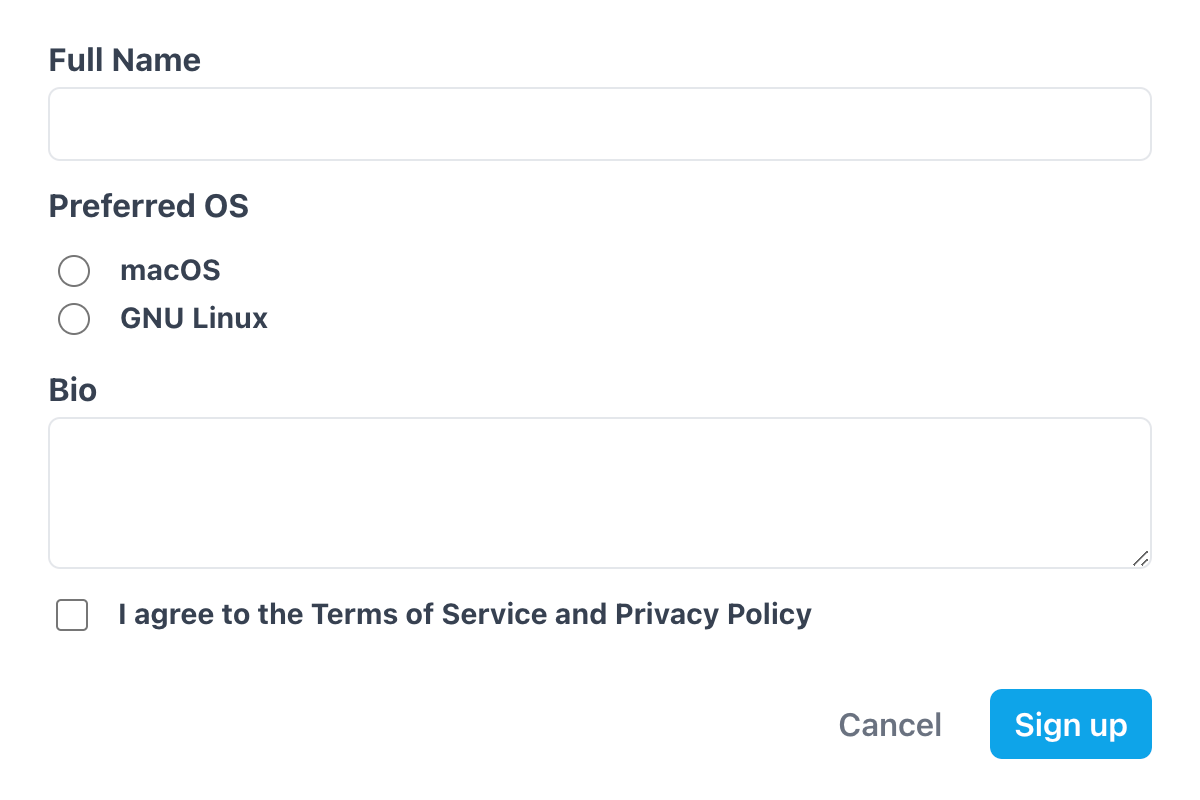 Full Name
Preferred OS
macOS
GNU Linux
Bio
I agree to the Terms of Service and Privacy Policy
Cancel
Sign up